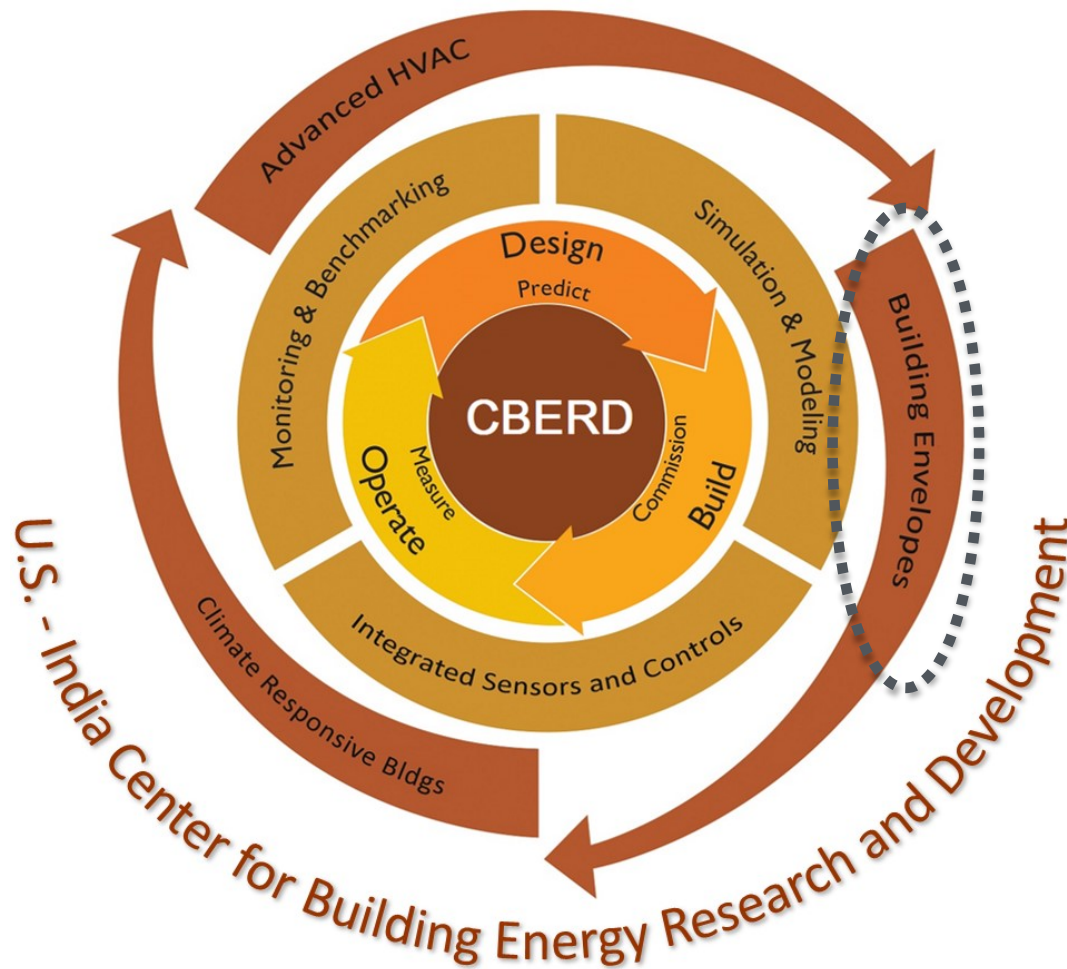 Advanced HVAC
Monitoring & Benchmarking
Simulation & Modeling
Building Envelopes
Design
Predict
CBERD
Commission
Build
Measure
Operate
Integrated Sensors and Controls
Climate Responsive Bldgs
U.S. - India Center for Building Energy Research and Development